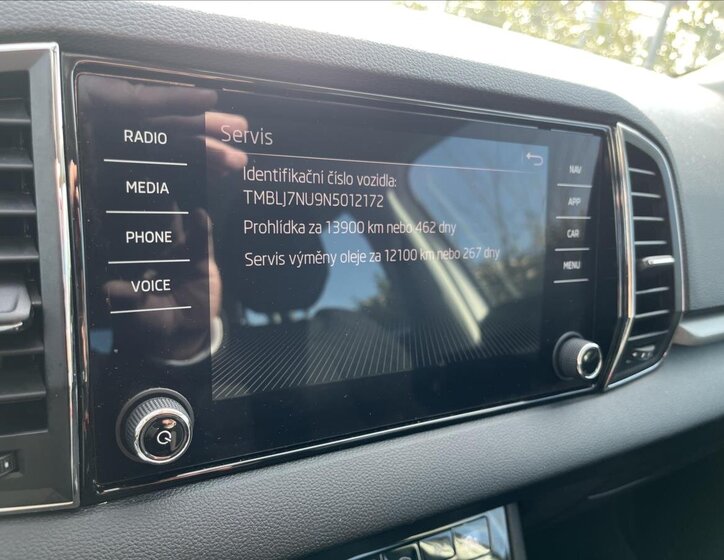 RADIO
MEDIA
PHONE
VOICE
Servis
Identifikační číslo vozidla:
TMBLJ7NU9N5012172
Prohlídka za 13900 km nebo 462 dny
Servis výměny oleje za 12100 km nebo 267 dny
NAV
APP
CAR
MENU